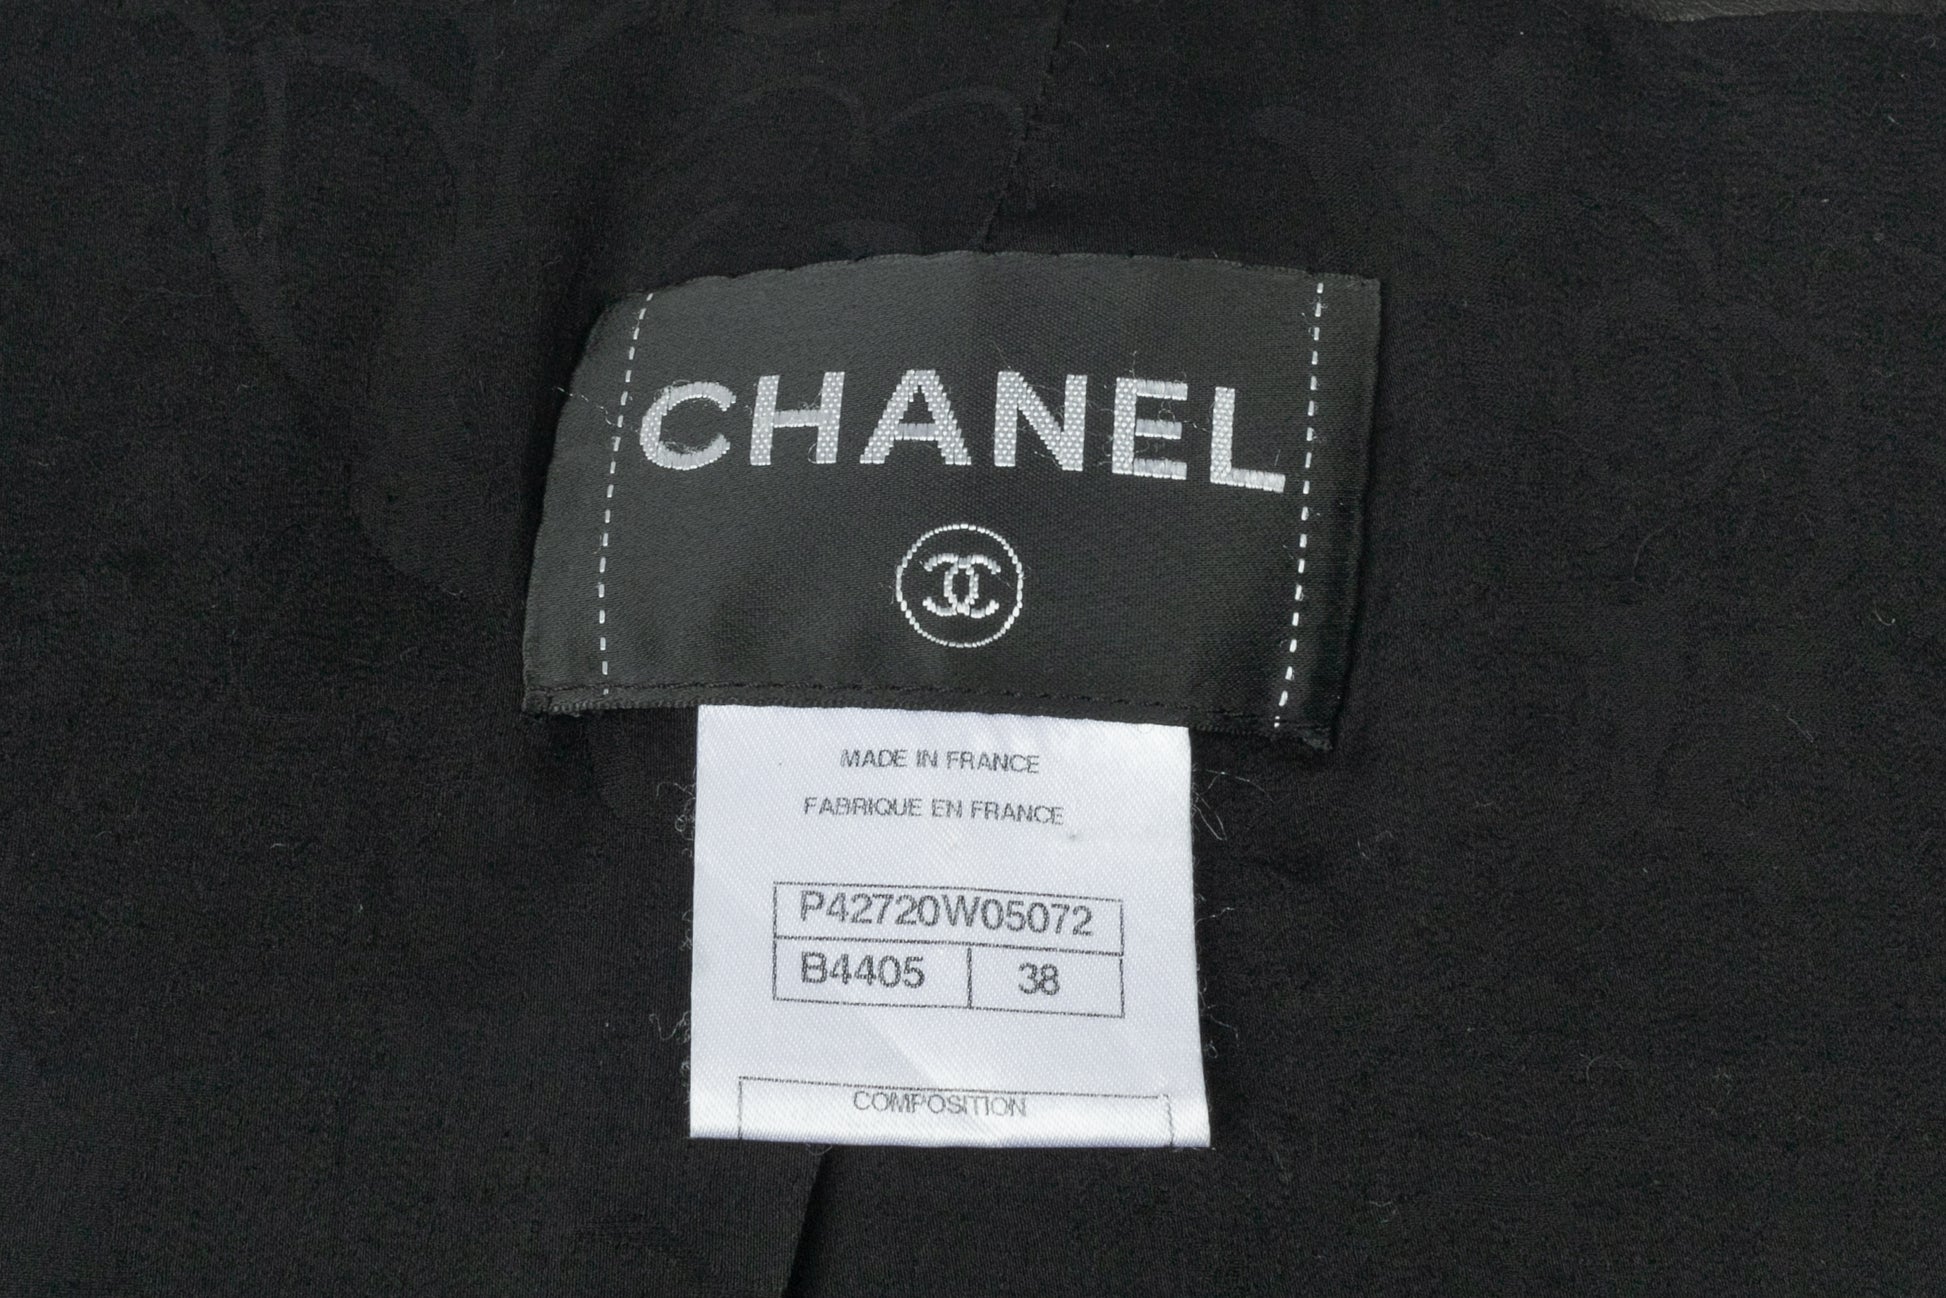 CHANEL
MADE IN FRANCE
FABRIQUE EN FRANCE
P42720W05072
B4405 38
COMPOSITION